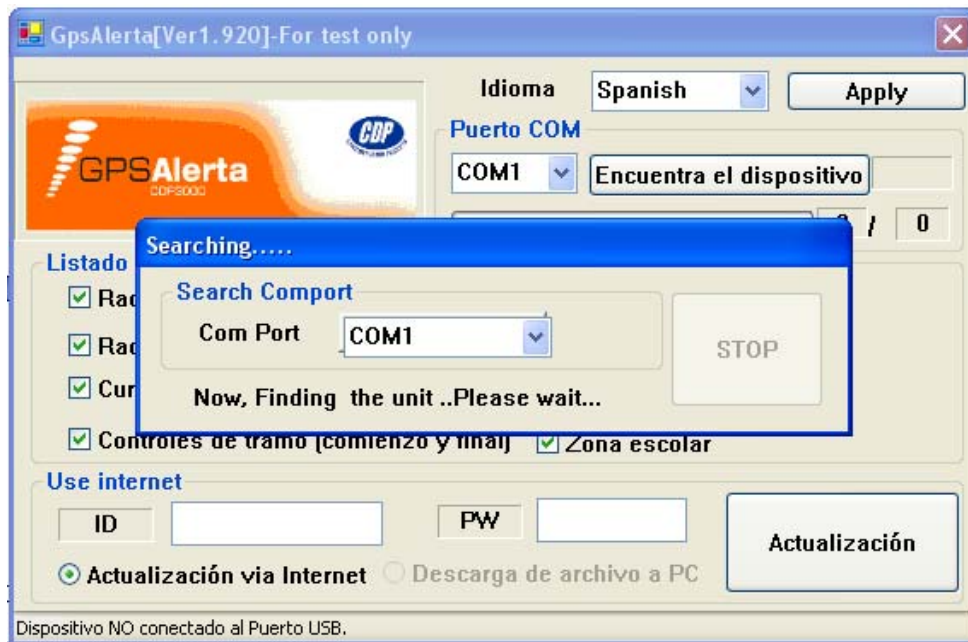 GpsAlerta[Ver1.920]-For test only
Idioma Spanish Apply
CDP
GPSAlerta
Puerto COM
COM1 Encuentra el dispositivo
/ 0
Searching.....
Listado
Search Comport
Com Port COM1
STOP
Now, Finding the unit ..Please wait...
Controles de tramo (comienzo y final) Zona escolar
Use internet
ID PW
Actualización
Actualización via Internet Descarga de archivo a PC
Dispositivo NO conectado al Puerto USB.